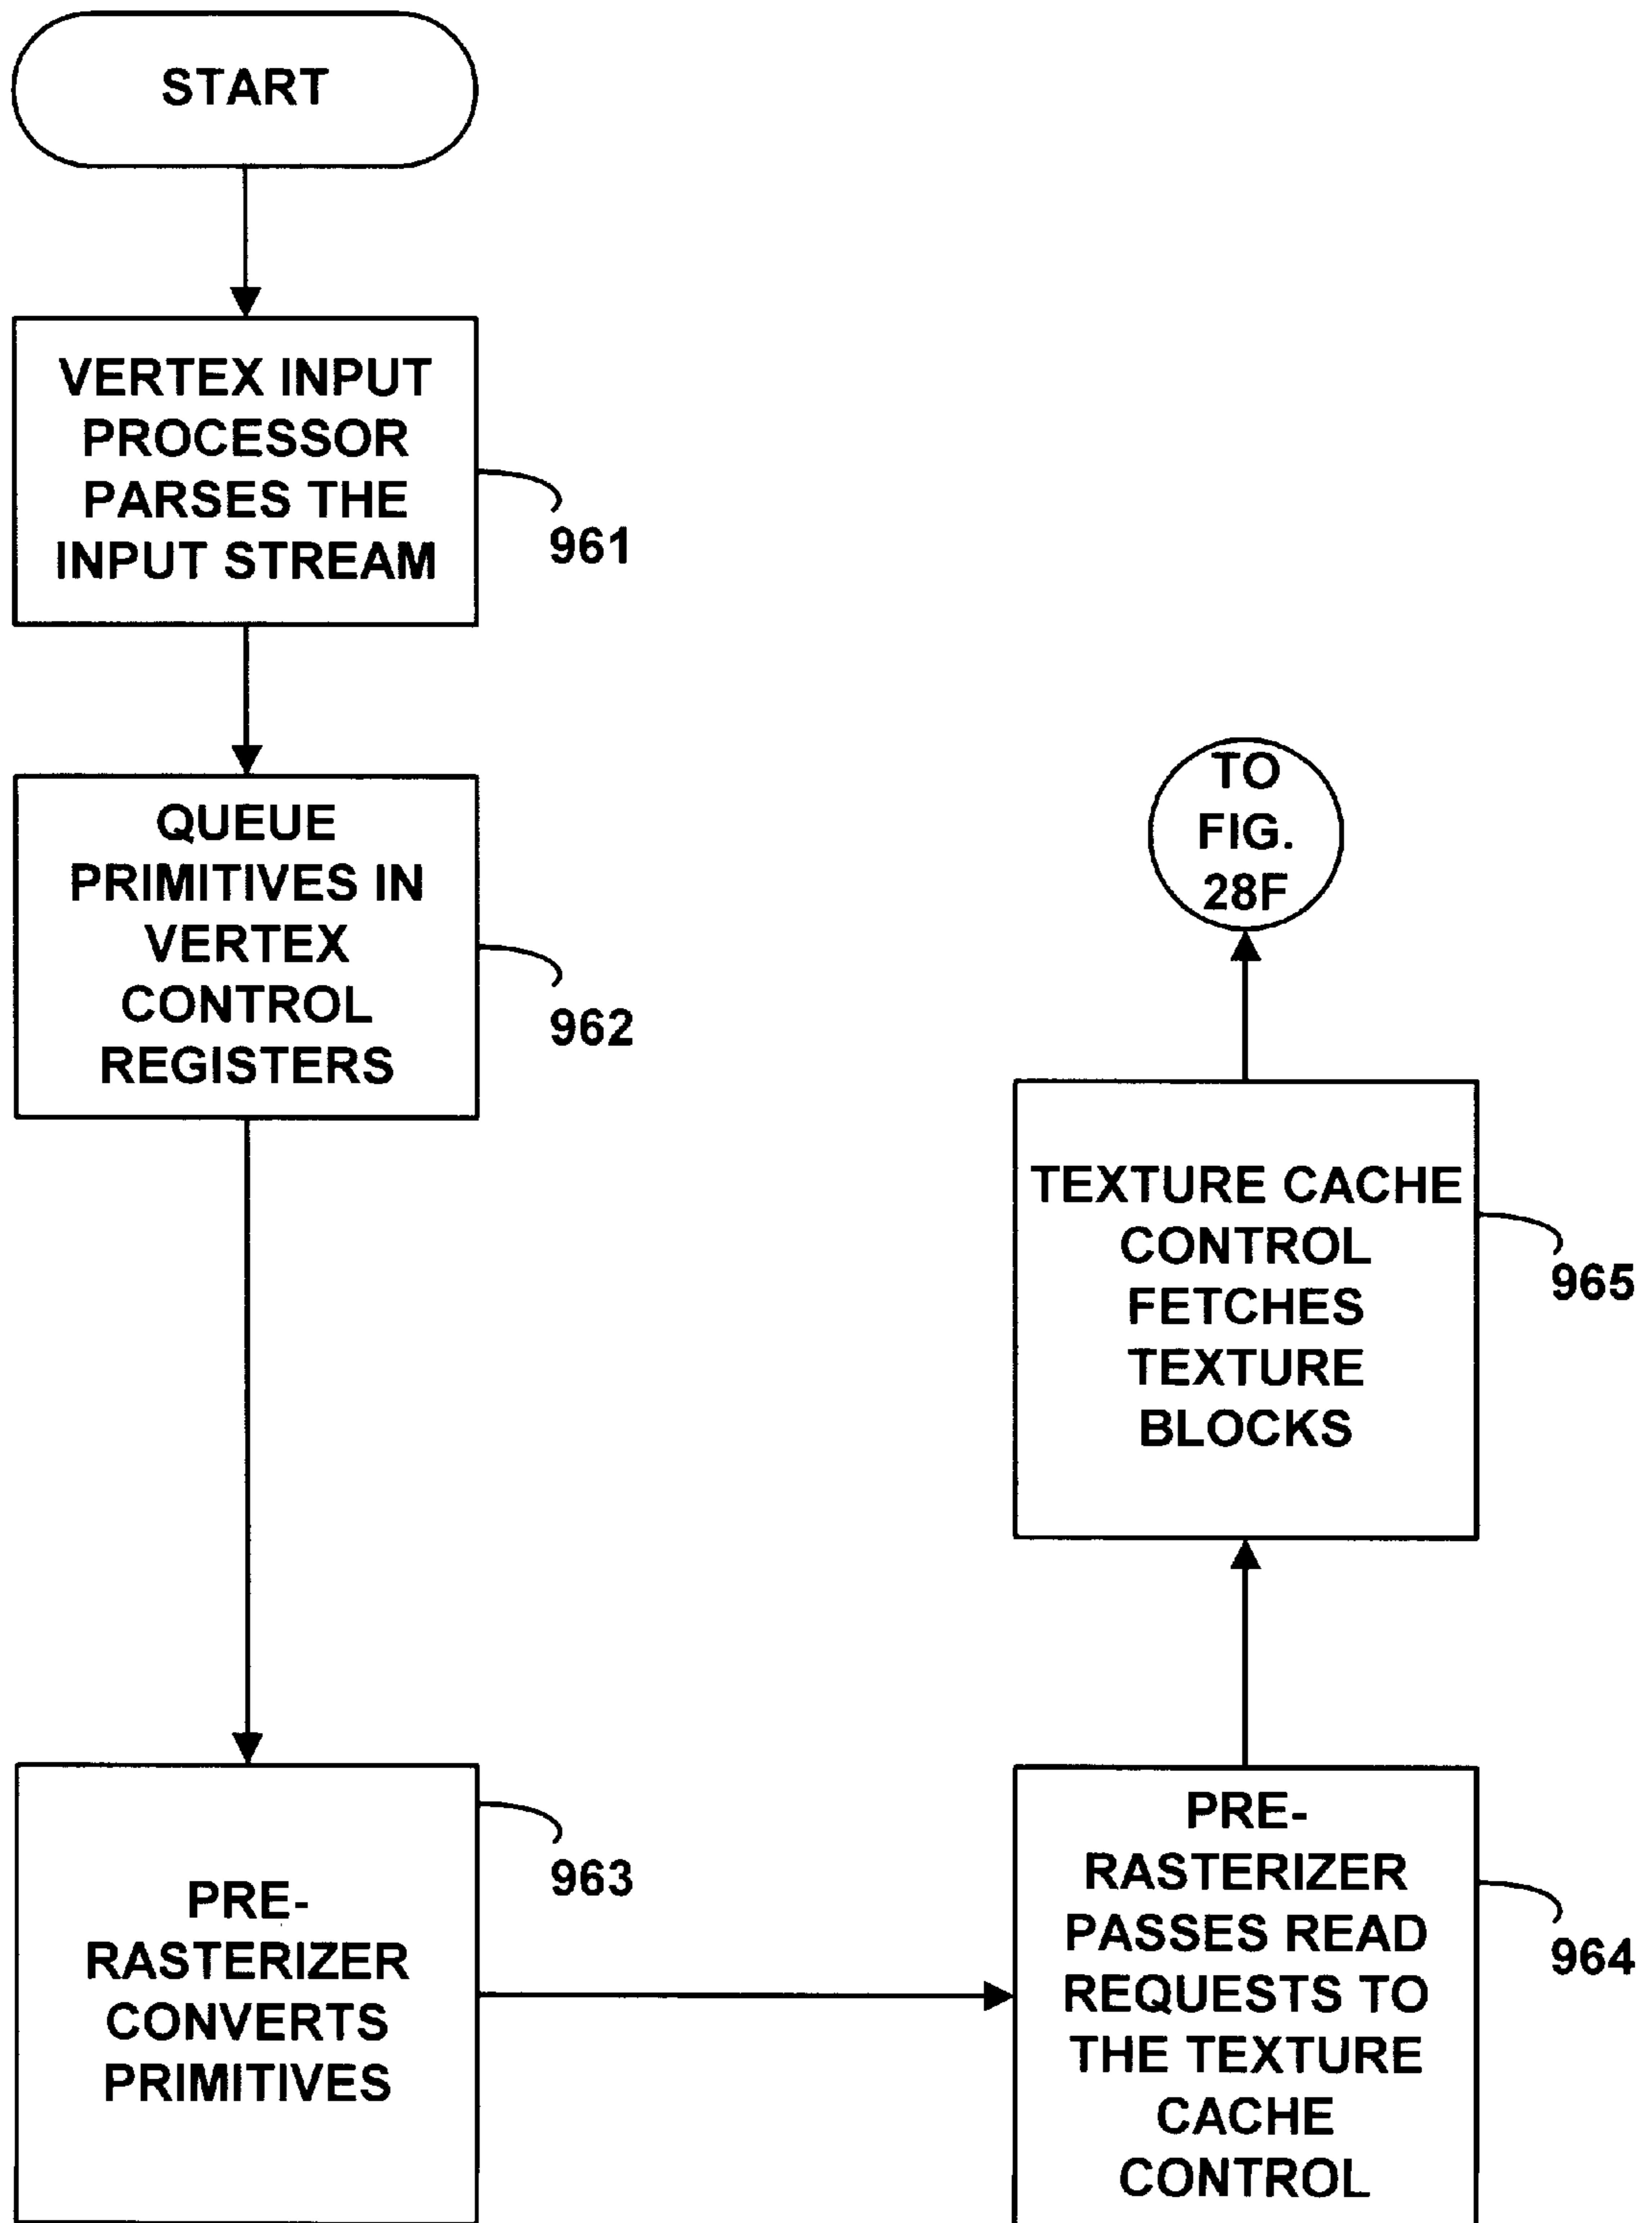 START
VERTEX INPUT
PROCESSOR
PARSES THE
INPUT STREAM
961
QUEUE
PRIMITIVES IN
VERTEX
CONTROL
REGISTERS
962
PRE-
RASTERIZER
CONVERTS
PRIMITIVES
963
PRE-
RASTERIZER
PASSES READ
REQUESTS TO
THE TEXTURE
CACHE
CONTROL
964
TEXTURE CACHE
CONTROL
FETCHES
TEXTURE
BLOCKS
965
TO
FIG.
28F